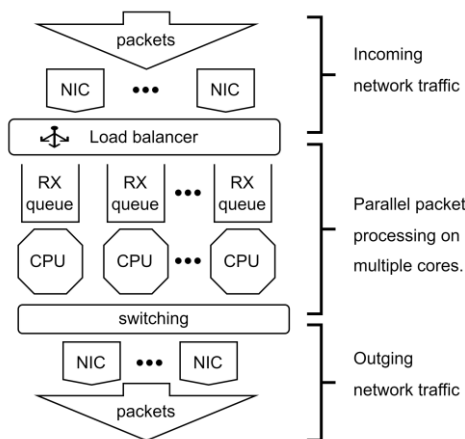 packets
NIC ••• NIC
Incoming
network traffic
Load balancer
RX queue
RX queue
•••
RX queue
CPU CPU ••• CPU
Parallel packet
processing on
multiple cores.
switching
NIC ••• NIC
packets
Outging
network traffic